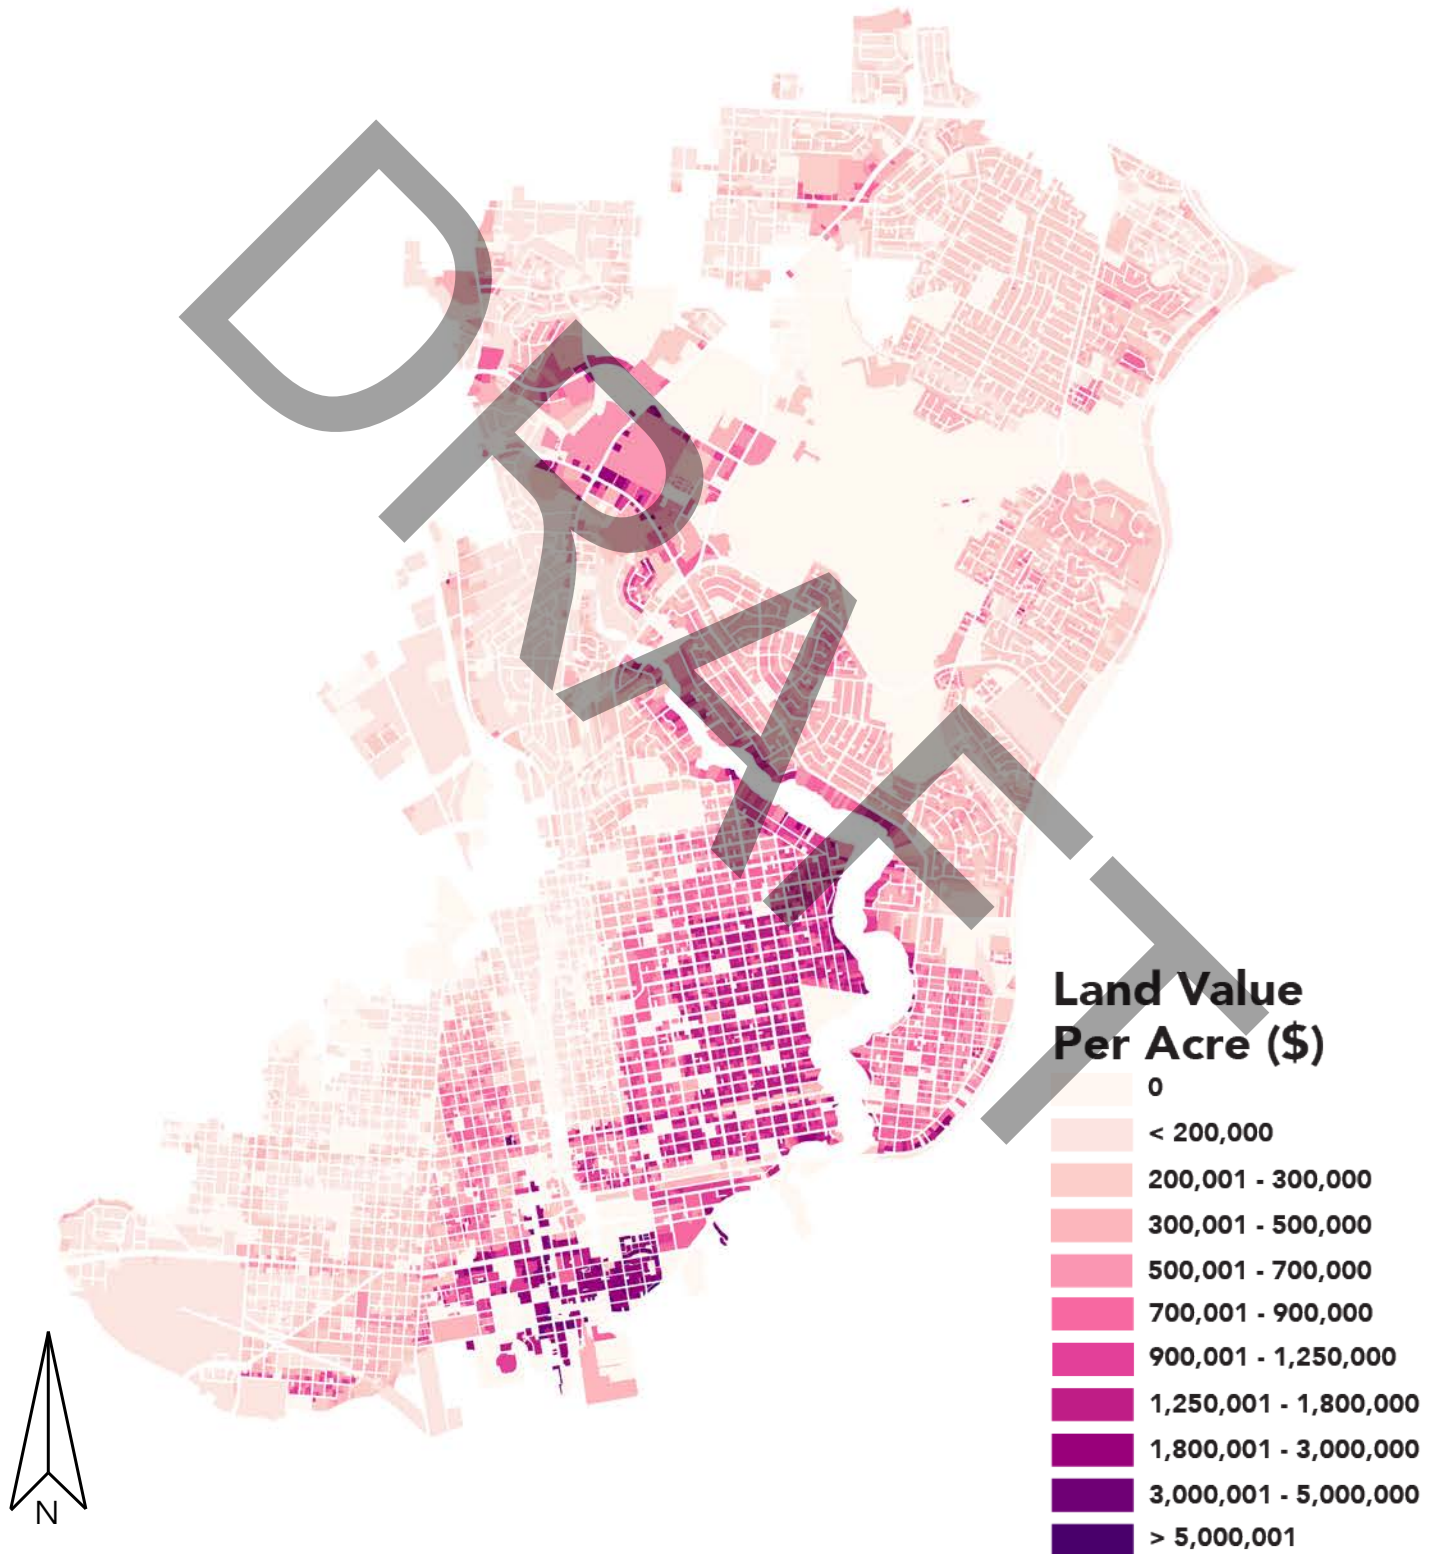 DRAFT
Land Value
Per Acre ($)
0
< 200,000
200,001 - 300,000
300,001 - 500,000
500,001 - 700,000
700,001 - 900,000
900,001 - 1,250,000
1,250,001 - 1,800,000
1,800,001 - 3,000,000
3,000,001 - 5,000,000
> 5,000,001
N